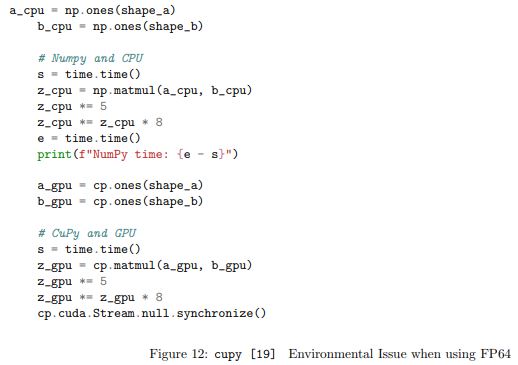 a_cpu = np.ones(shape_a)
    b_cpu = np.ones(shape_b)

    # Numpy and CPU
    s = time.time()
    z_cpu = np.matmul(a_cpu, b_cpu)
    z_cpu *= 5
    z_cpu *= z_cpu * 8
    e = time.time()
    print(f"NumPy time: {e - s}")

    a_gpu = cp.ones(shape_a)
    b_gpu = cp.ones(shape_b)

    # CuPy and GPU
    s = time.time()
    z_gpu = cp.matmul(a_gpu, b_gpu)
    z_gpu *= 5
    z_gpu *= z_gpu * 8
    cp.cuda.Stream.null.synchronize()

Figure 12: cupy [19] Environmental Issue when using FP64